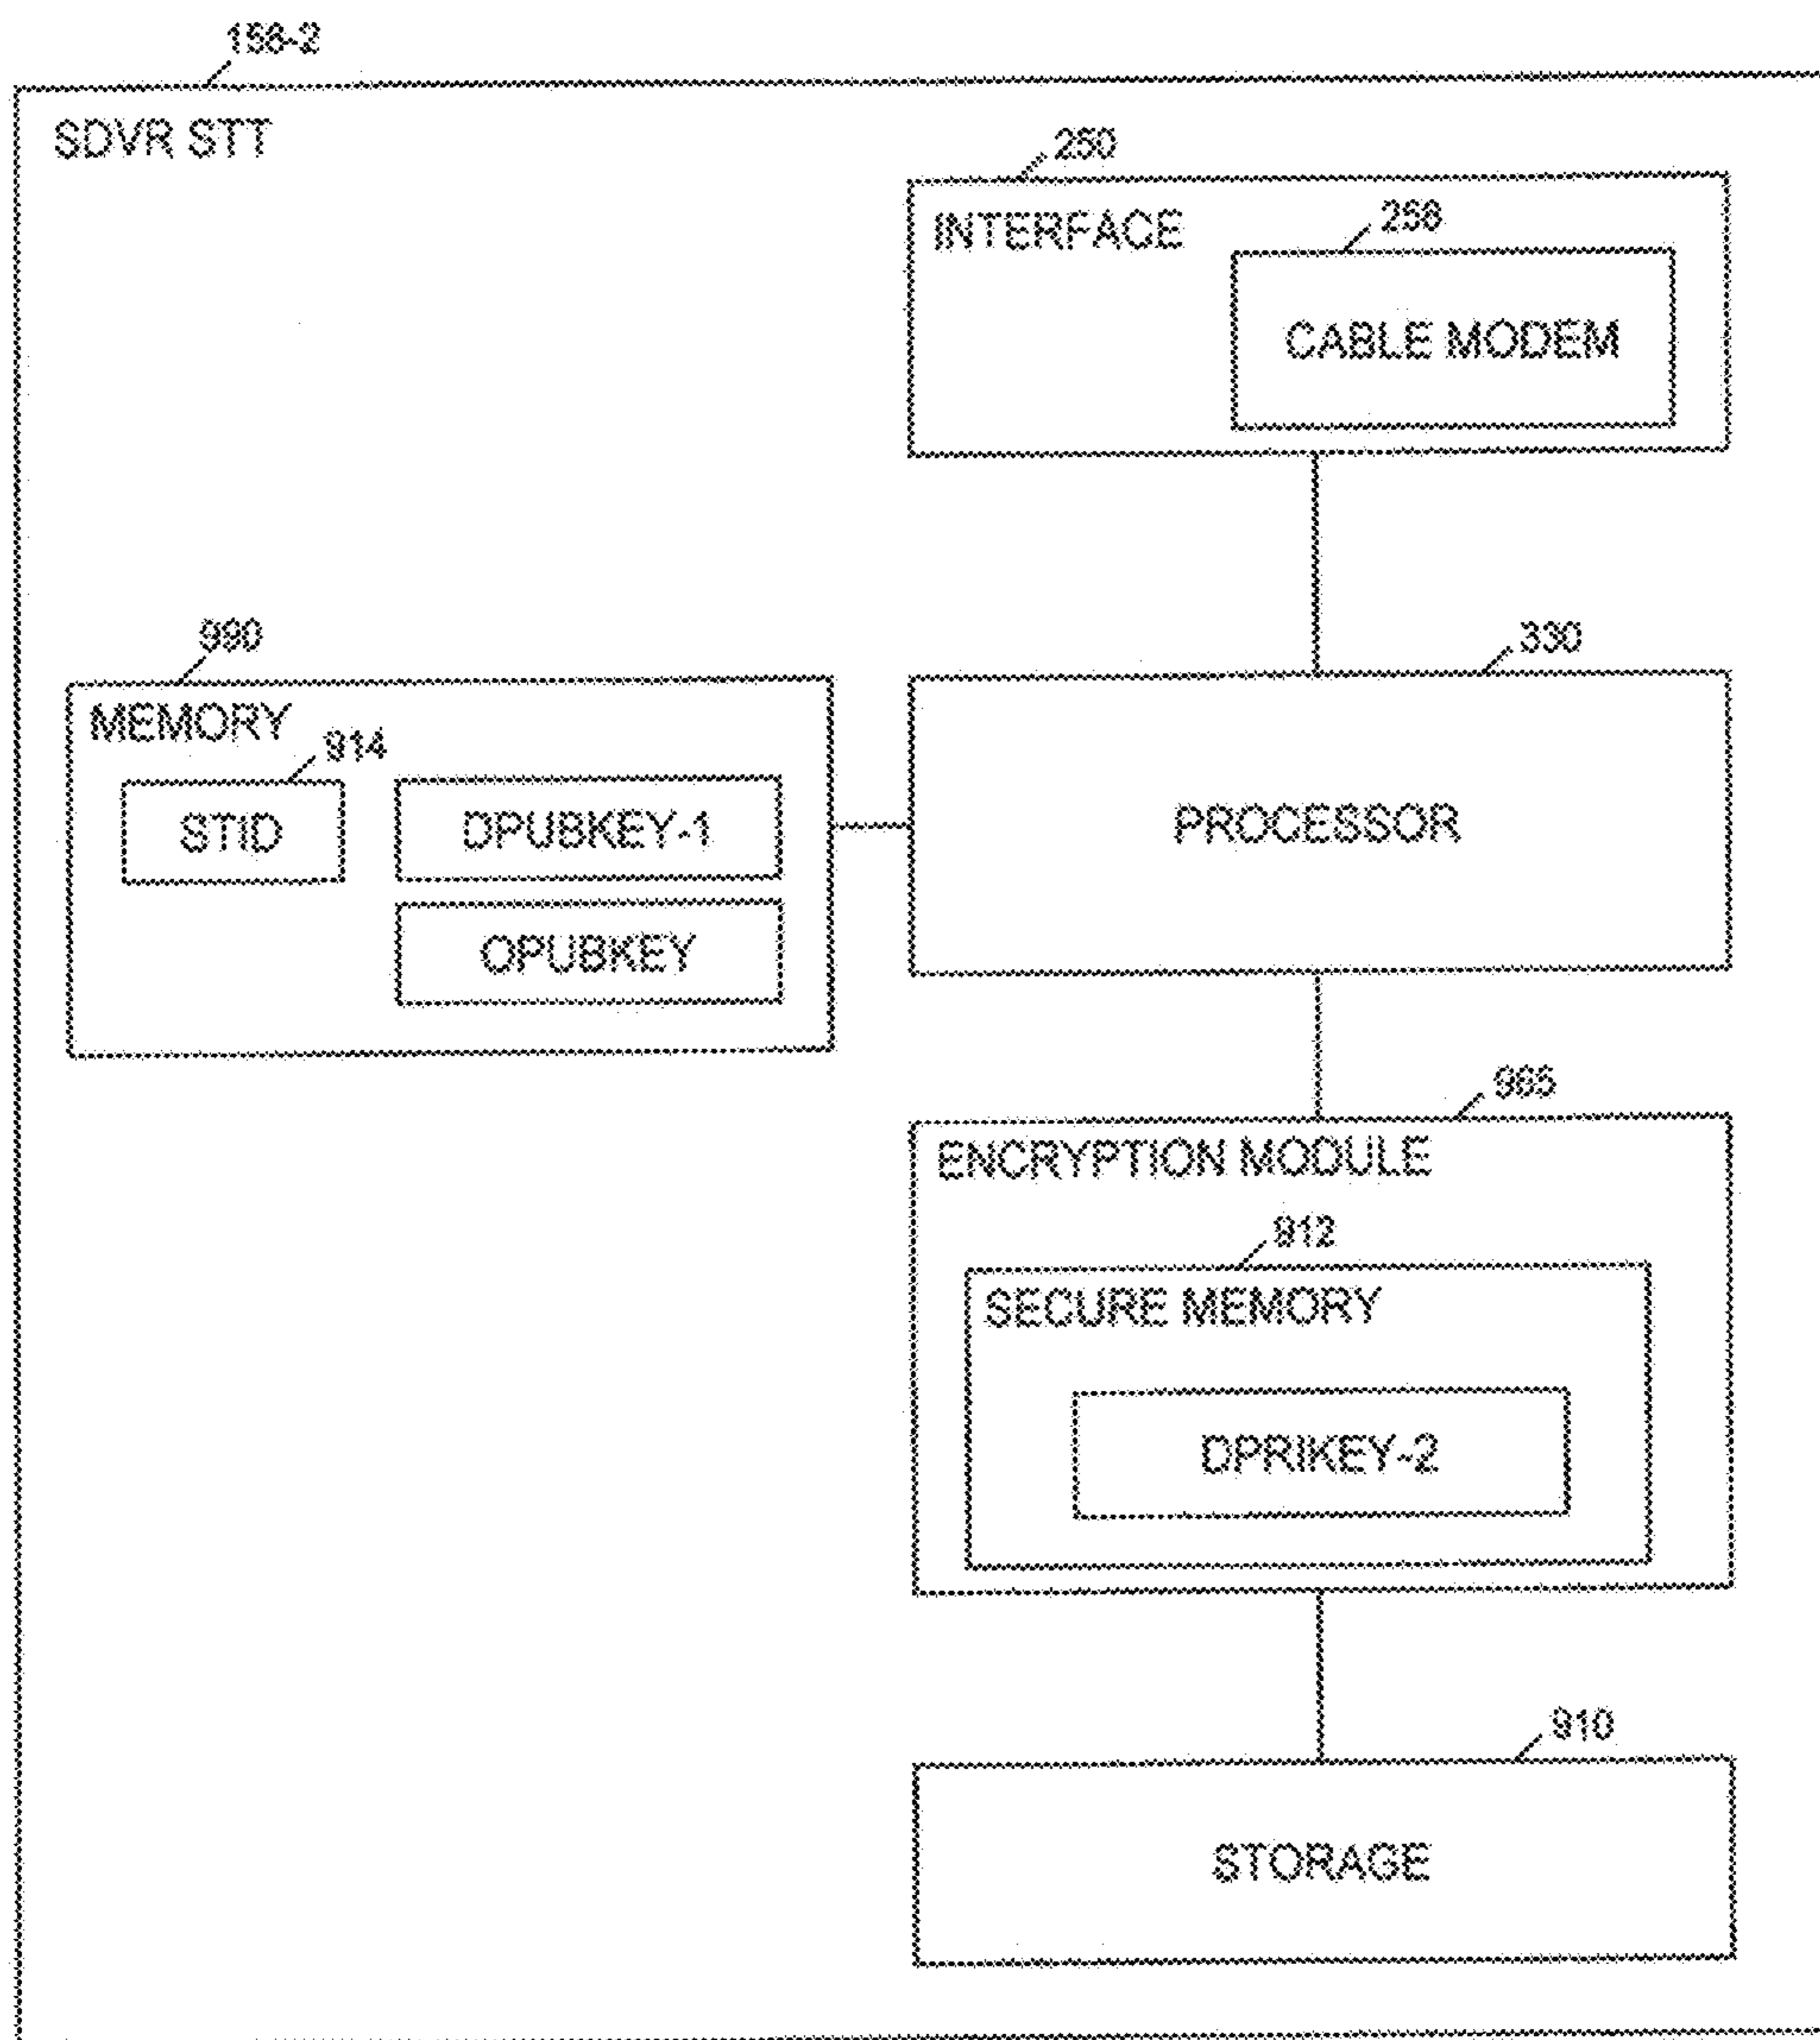 158-2
SDVR STT
250
INTERFACE
258
CABLE MODEM
990
330
MEMORY
914
STID
DPUBKEY-1
PROCESSOR
OPUBKEY
965
ENCRYPTION MODULE
912
SECURE MEMORY
DPRIKEY-2
910
STORAGE